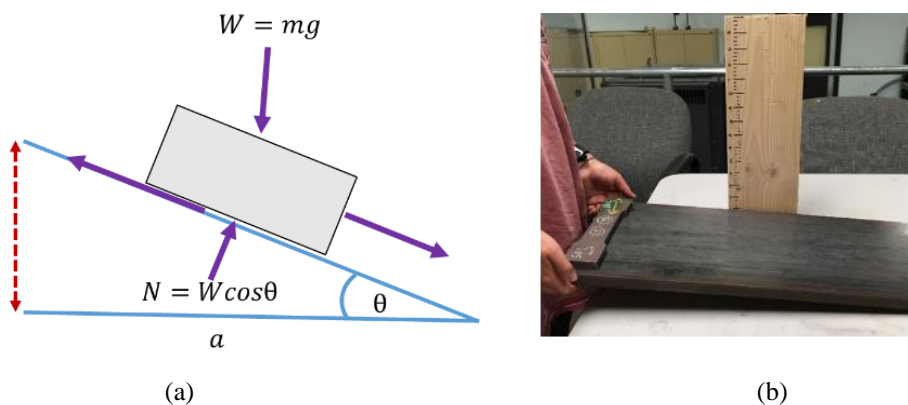 W = mg
N = Wcosθ
θ
a
(a)
(b)